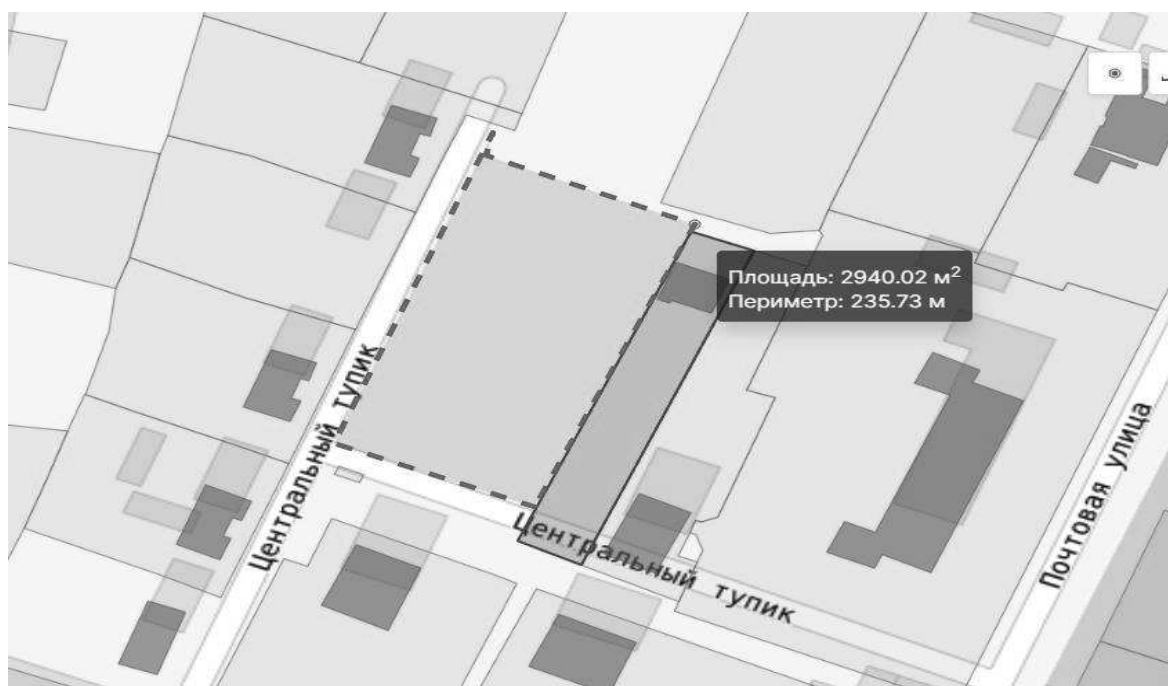 Площадь: 2940.02 м²
Периметр: 235.73 м
Центральный тупик
Центральный тупик
Почтовая улица